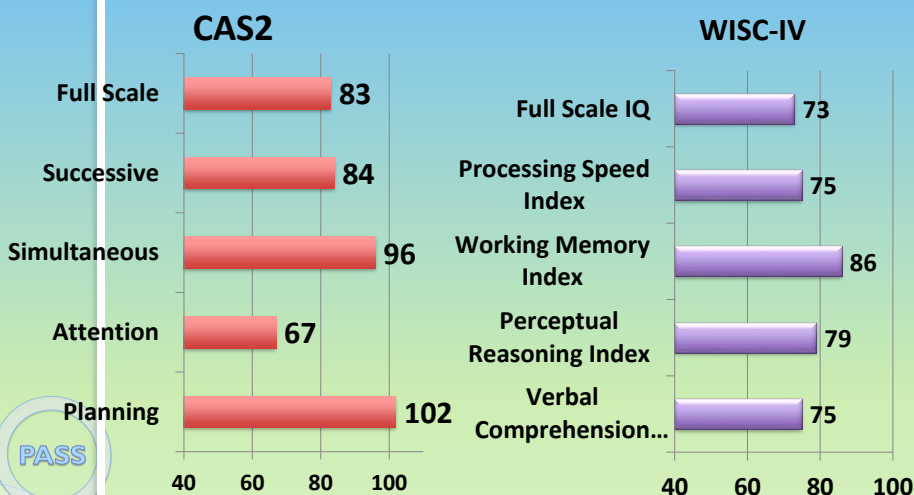 CAS2
Full Scale
83
Successive
84
Simultaneous
96
Attention
67
Planning
102
40 60 80 100
PASS
WISC-IV
Full Scale IQ
73
Processing Speed
Index
75
Working Memory
Index
86
Perceptual
Reasoning Index
79
Verbal
Comprehension…
75
40 60 80 100